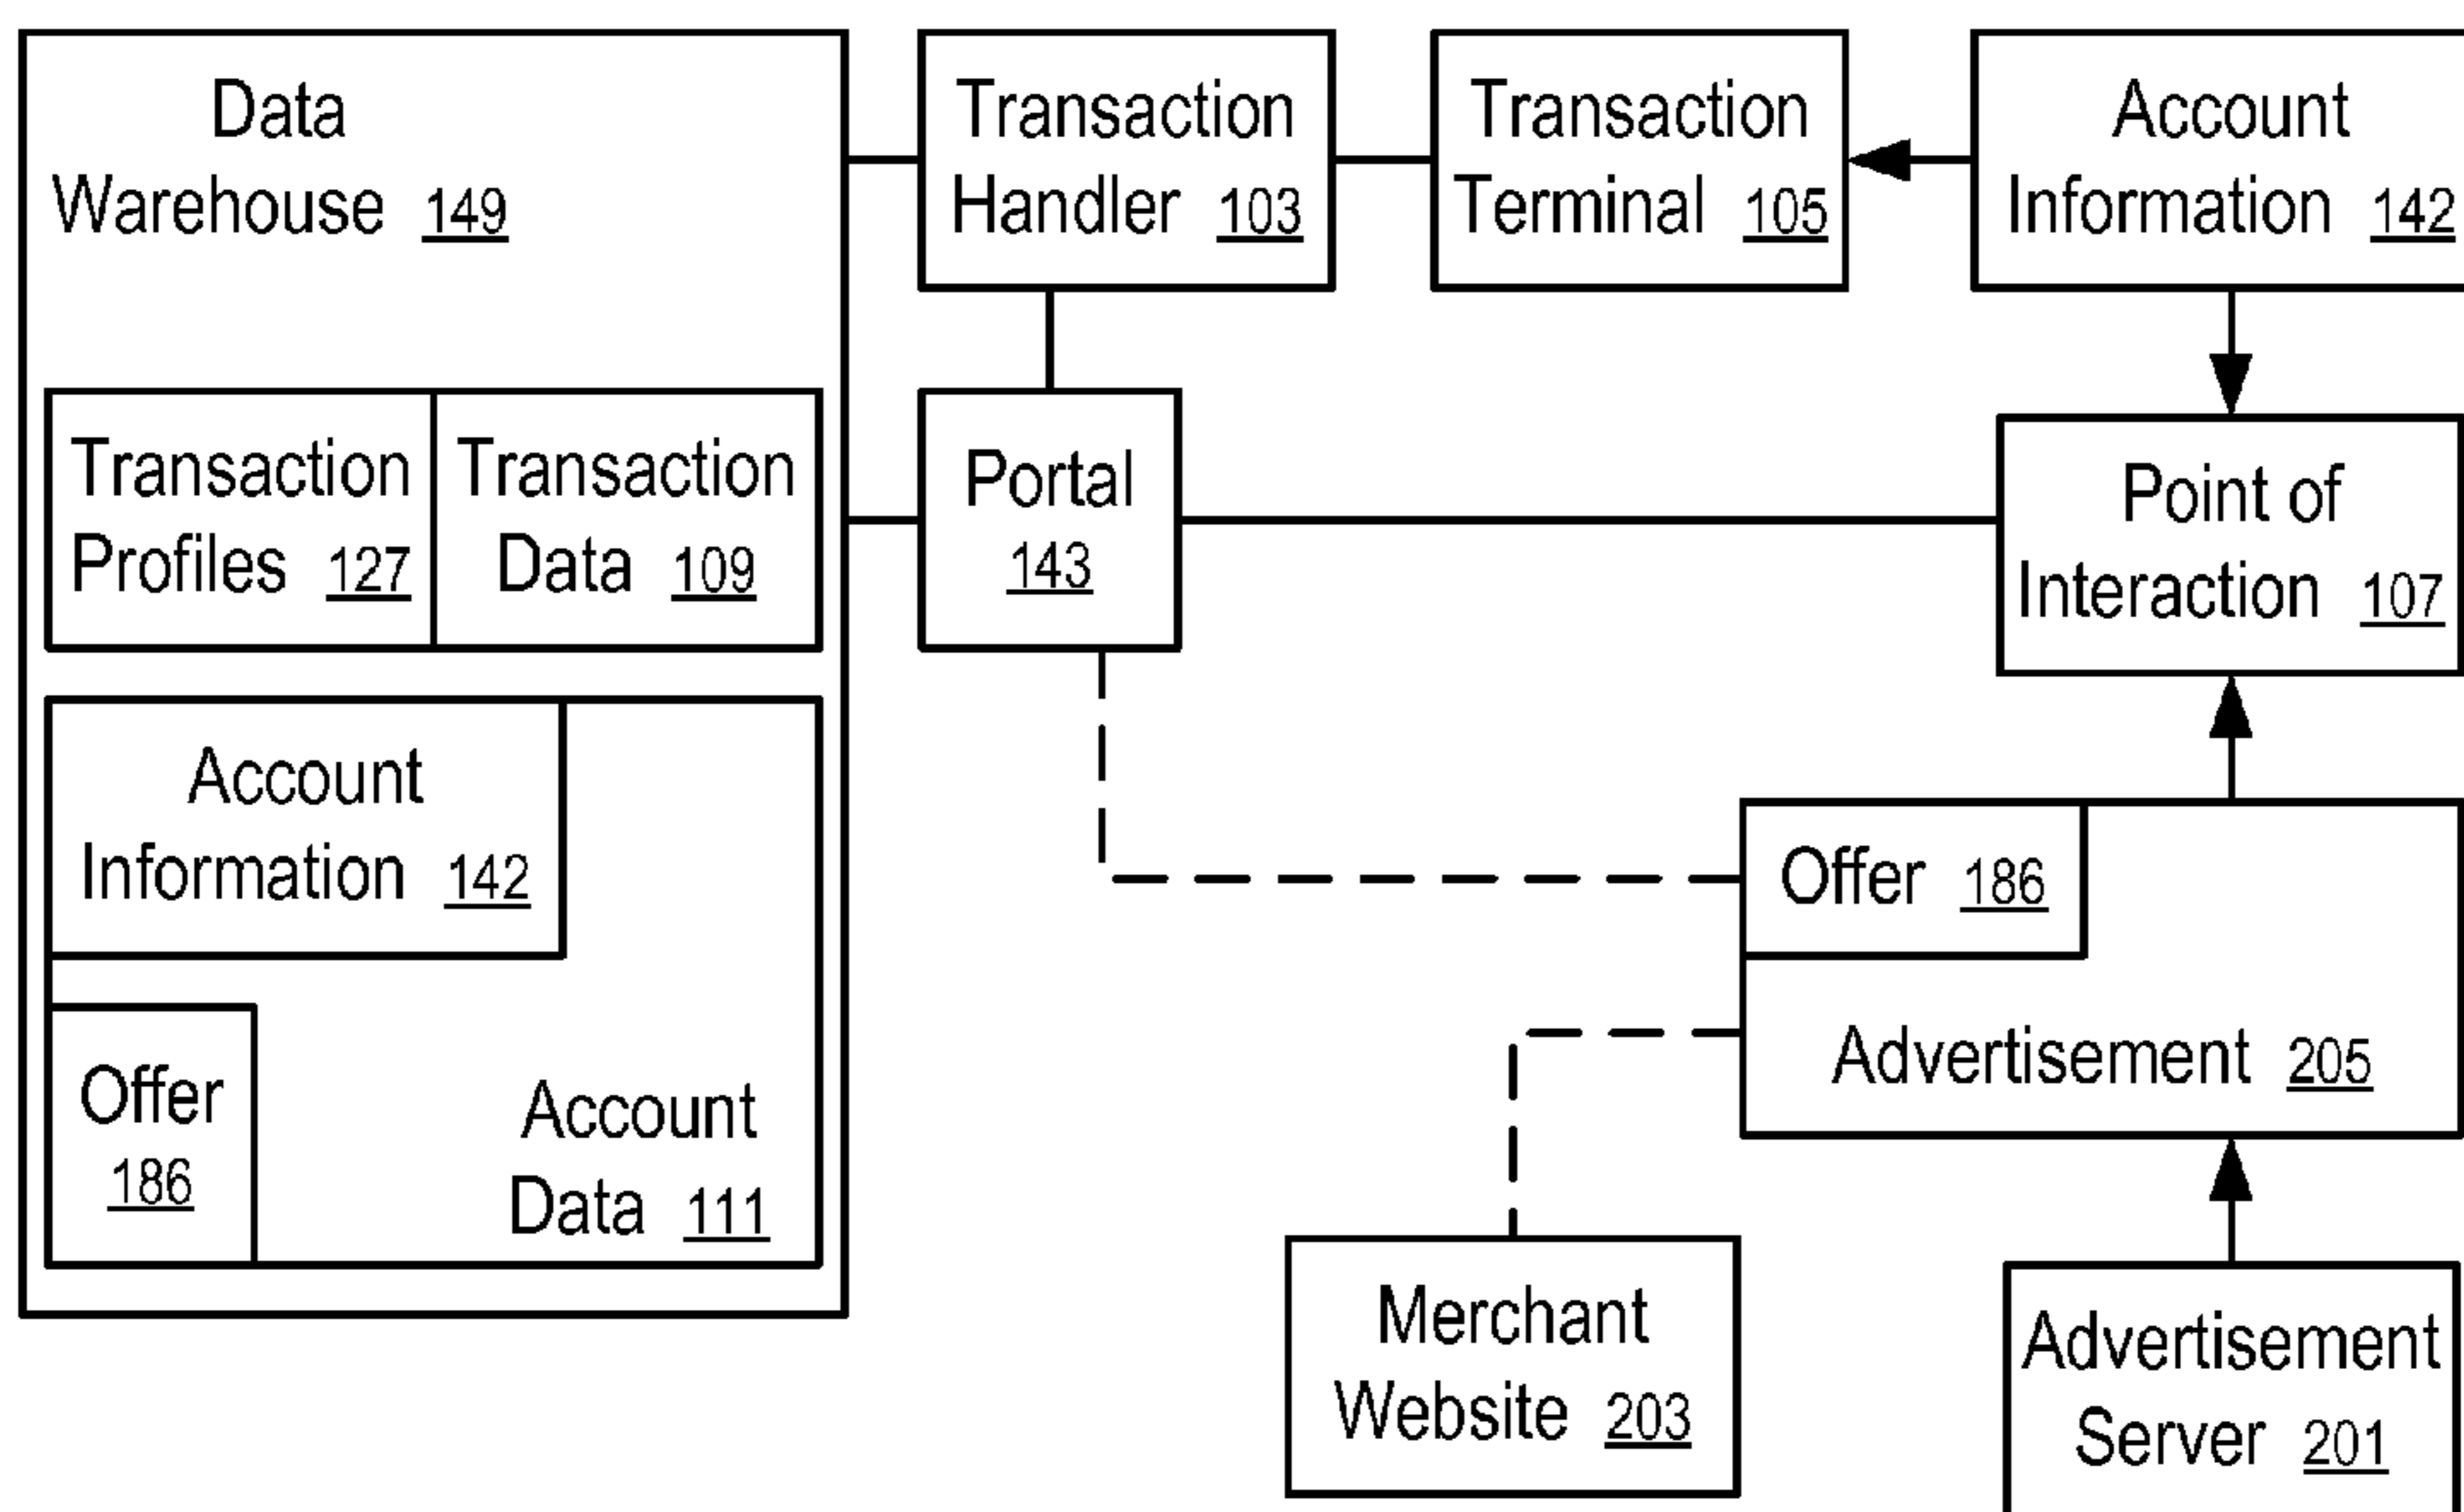 Data
Warehouse 149
Transaction
Handler 103
Transaction
Terminal 105
Account
Information 142
Transaction
Profiles 127
Transaction
Data 109
Portal
143
Point of
Interaction 107
Account
Information 142
Offer 186
Advertisement 205
Offer
186
Account
Data 111
Merchant
Website 203
Advertisement
Server 201